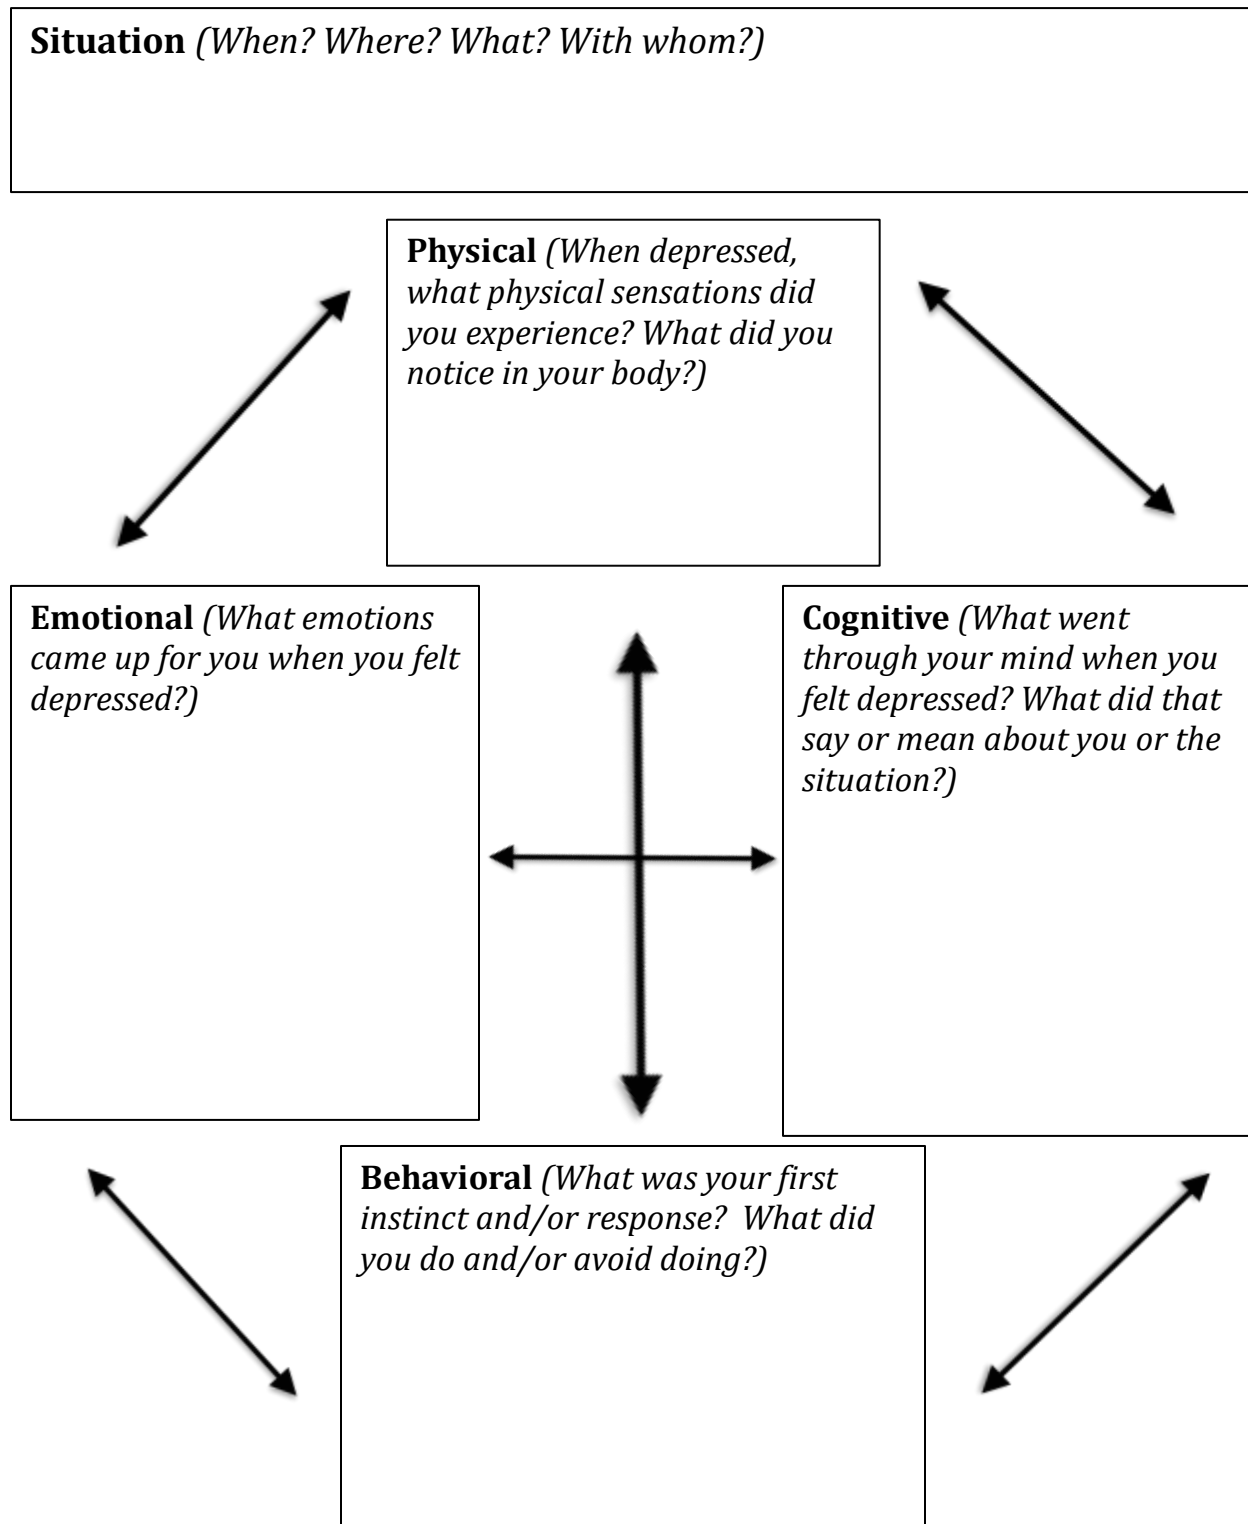 Situation (When? Where? What? With whom?)
Physical (When depressed,
what physical sensations did
you experience? What did you
notice in your body?)
Emotional (What emotions
came up for you when you felt
depressed?)
Cognitive (What went
through your mind when you
felt depressed? What did that
say or mean about you or the
situation?)
Behavioral (What was your first
instinct and/or response?  What did
you do and/or avoid doing?)